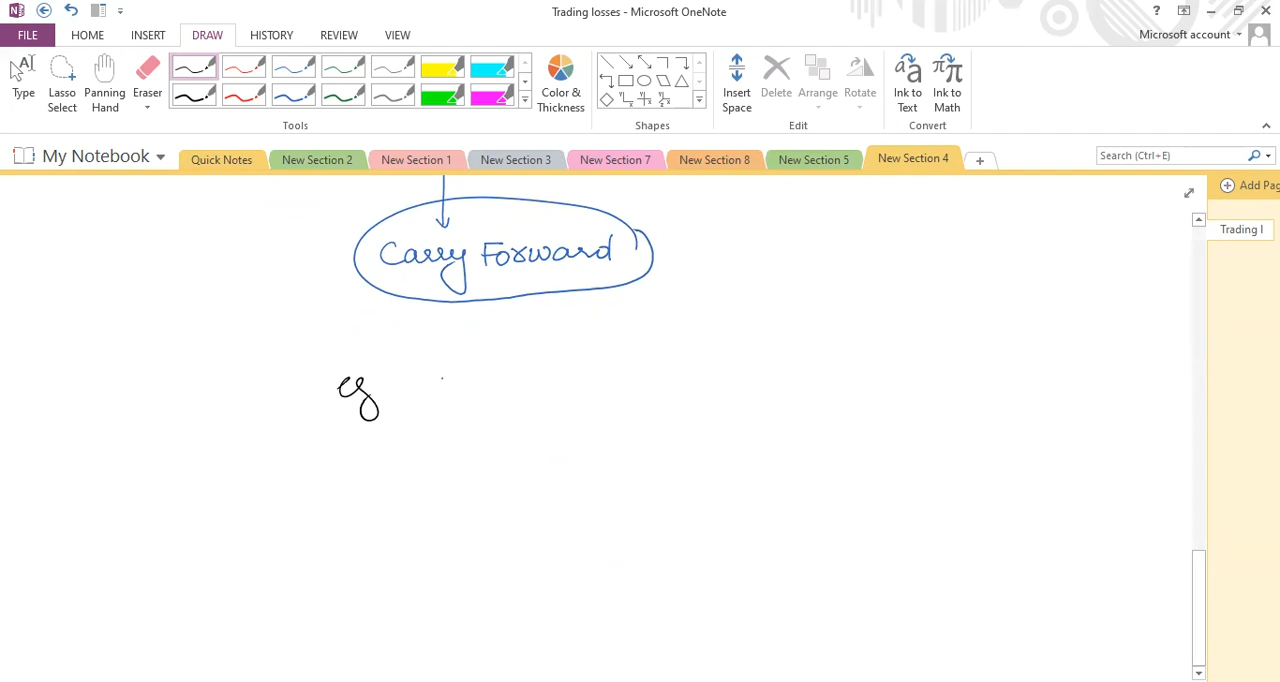 Trading losses - Microsoft OneNote
FILE HOME INSERT DRAW HISTORY REVIEW VIEW
Microsoft account
Type
Lasso Select
Panning Hand
Eraser
Color & Thickness
Insert Space
Delete
Arrange
Rotate
Ink to Text
Ink to Math
Tools
Shapes
Edit
Convert
My Notebook
Quick Notes New Section 2 New Section 1 New Section 3 New Section 7 New Section 8 New Section 5 New Section 4
Search (Ctrl+E)
Add Pag
Trading l
Carry Forward
eg